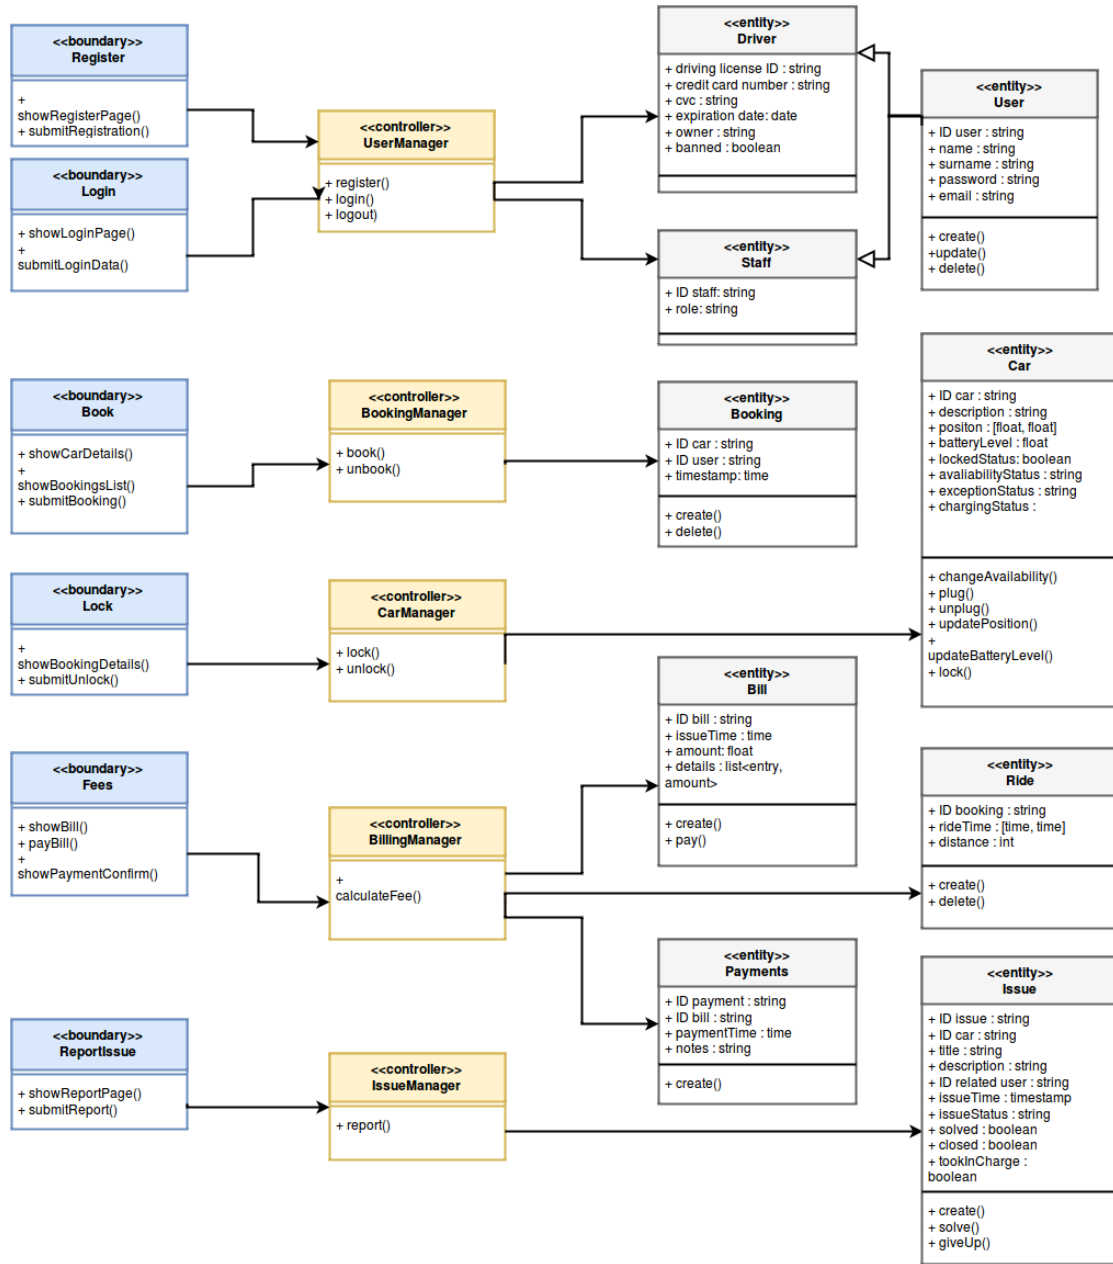 <<boundary>>
Register
+
showRegisterPage()
+ submitRegistration()
<<boundary>>
Login
+ showLoginPage()
+
submitLoginData()
<<controller>>
UserManager
+ register()
+ login()
+ logout)
<<entity>>
Driver
+ driving license ID : string
+ credit card number : string
+ cvc : string
+ expiration date: date
+ owner : string
+ banned : boolean
<<entity>>
Staff
+ ID staff: string
+ role: string
<<entity>>
User
+ ID user : string
+ name : string
+ surname : string
+ password : string
+ email : string
+ create()
+update()
+ delete()
<<boundary>>
Book
+ showCarDetails()
+
showBookingsList()
+ submitBooking()
<<controller>>
BookingManager
+ book()
+ unbook()
<<entity>>
Booking
+ ID car : string
+ ID user : string
+ timestamp: time
+ create()
+ delete()
<<entity>>
Car
+ ID car : string
+ description : string
+ positon : [float, float]
+ batteryLevel : float
+ lockedStatus: boolean
+ avaliabilityStatus : string
+ exceptionStatus : string
+ chargingStatus :
+ changeAvailability()
+ plug()
+ unplug()
+ updatePosition()
+
updateBatteryLevel()
+ lock()
<<boundary>>
Lock
+
showBookingDetails()
+ submitUnlock()
<<controller>>
CarManager
+ lock()
+ unlock()
<<entity>>
Bill
+ ID bill : string
+ issueTime : time
+ amount: float
+ details : list<entry,
amount>
+ create()
+ pay()
<<boundary>>
Fees
+ showBill()
+ payBill()
+
showPaymentConfirm()
<<controller>>
BillingManager
+
calculateFee()
<<entity>>
Ride
+ ID booking : string
+ rideTime : [time, time]
+ distance : int
+ create()
+ delete()
<<entity>>
Payments
+ ID payment : string
+ ID bill : string
+ paymentTime : time
+ notes : string
+ create()
<<boundary>>
ReportIssue
+ showReportPage()
+ submitReport()
<<controller>>
IssueManager
+ report()
<<entity>>
Issue
+ ID issue : string
+ ID car : string
+ title : string
+ description : string
+ ID related user : string
+ issueTime : timestamp
+ issueStatus : string
+ solved : boolean
+ closed : boolean
+ tookInCharge :
boolean
+ create()
+ solve()
+ giveUp()